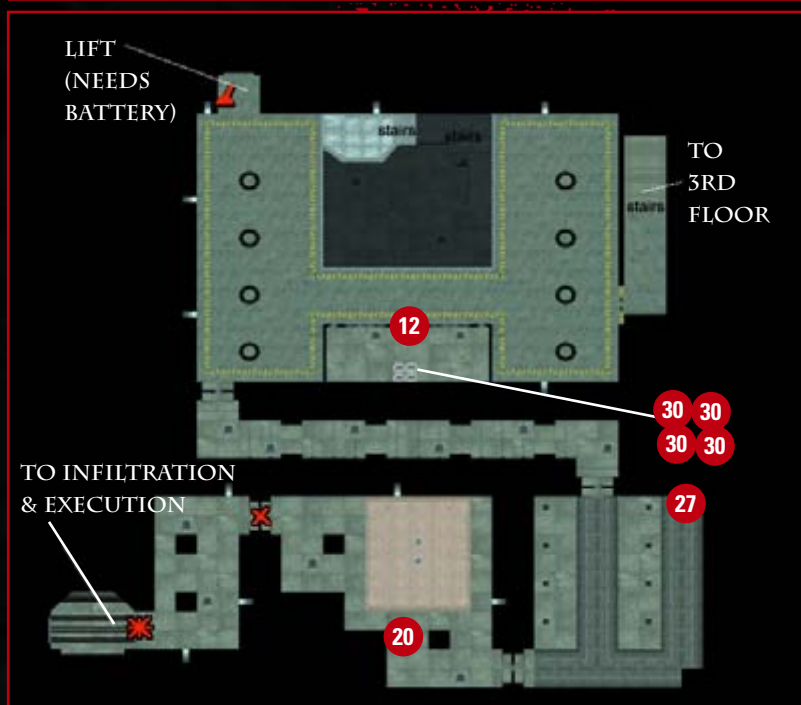 LIFT
(NEEDS
BATTERY)
stairs
stairs
TO
3RD
FLOOR
stairs
12
30 30
30 30
TO INFILTRATION
& EXECUTION
27
20